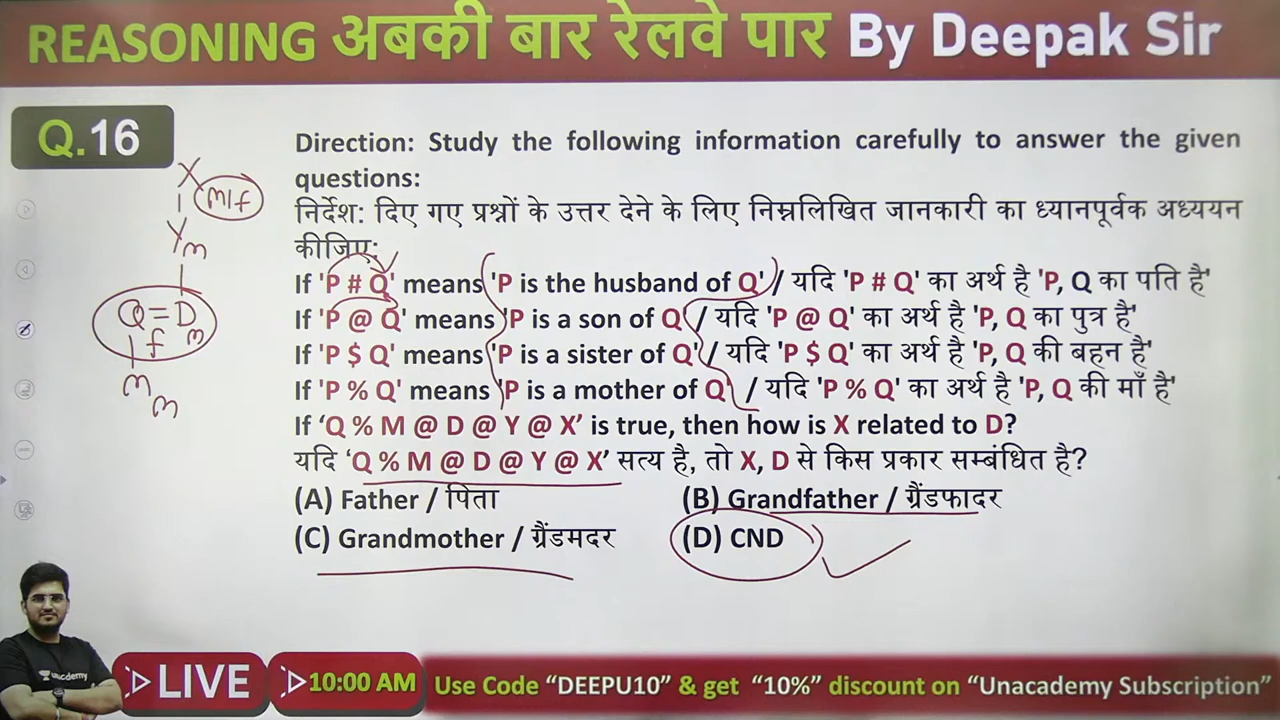 REASONING अबकी बार रेलवे पार By Deepak Sir
Q.16
Direction: Study the following information carefully to answer the given
questions:
निर्देश: दिए गए प्रश्नों के उत्तर देने के लिए निम्नलिखित जानकारी का ध्यानपूर्वक अध्ययन
कीजिए:
If 'P # Q' means 'P is the husband of Q' / यदि 'P # Q' का अर्थ है 'P, Q का पति है'
If 'P @ Q' means 'P is a son of Q' / यदि 'P @ Q' का अर्थ है 'P, Q का पुत्र है'
If 'P $ Q' means 'P is a sister of Q' / यदि 'P $ Q' का अर्थ है 'P, Q की बहन है'
If 'P % Q' means 'P is a mother of Q' / यदि 'P % Q' का अर्थ है 'P, Q की माँ है'
If ‘Q % M @ D @ Y @ X’ is true, then how is X related to D?
यदि ‘Q % M @ D @ Y @ X’ सत्य है, तो X, D से किस प्रकार सम्बंधित है?
(A) Father / पिता
(B) Grandfather / ग्रैंडफादर
(C) Grandmother / ग्रैंडमदर
(D) CND
X
m/f
Y m
Q = D
f m
m
m
unacdemy
LIVE
10:00 AM
Use Code “DEEPU10” & get “10%” discount on “Unacademy Subscription”